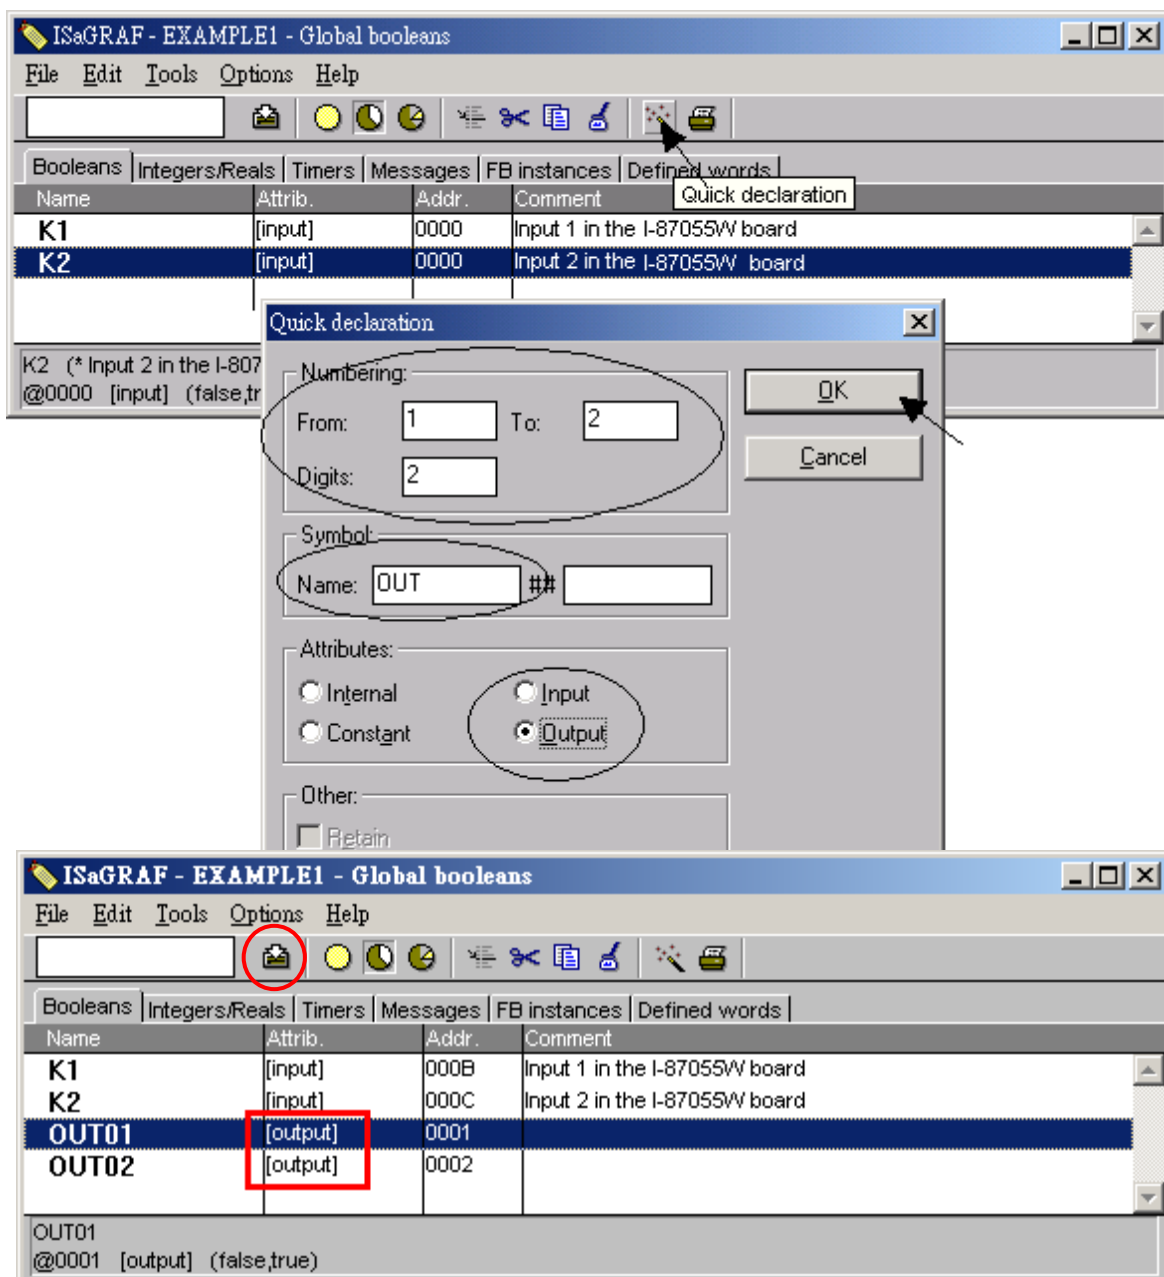 ISaGRAF - EXAMPLE1 - Global booleans
File Edit Tools Options Help
Booleans Integers/Reals Timers Messages FB instances Defined words
Quick declaration
Name Attrib. Addr. Comment
K1 [input] 0000 Input 1 in the I-87055W board
K2 [input] 0000 Input 2 in the I-87055W board
K2 (* Input 2 in the I-807
@0000 [input] (false,tr
Quick declaration
Numbering:
From: 1 To: 2
Digits: 2
OK
Cancel
Symbol:
Name: OUT ##
Attributes:
Internal Input
Constant Output
Other:
Retain
ISaGRAF - EXAMPLE1 - Global booleans
File Edit Tools Options Help
Booleans Integers/Reals Timers Messages FB instances Defined words
Name Attrib. Addr. Comment
K1 [input] 000B Input 1 in the I-87055W board
K2 [input] 000C Input 2 in the I-87055W board
OUT01 [output] 0001
OUT02 [output] 0002
OUT01
@0001 [output] (false,true)